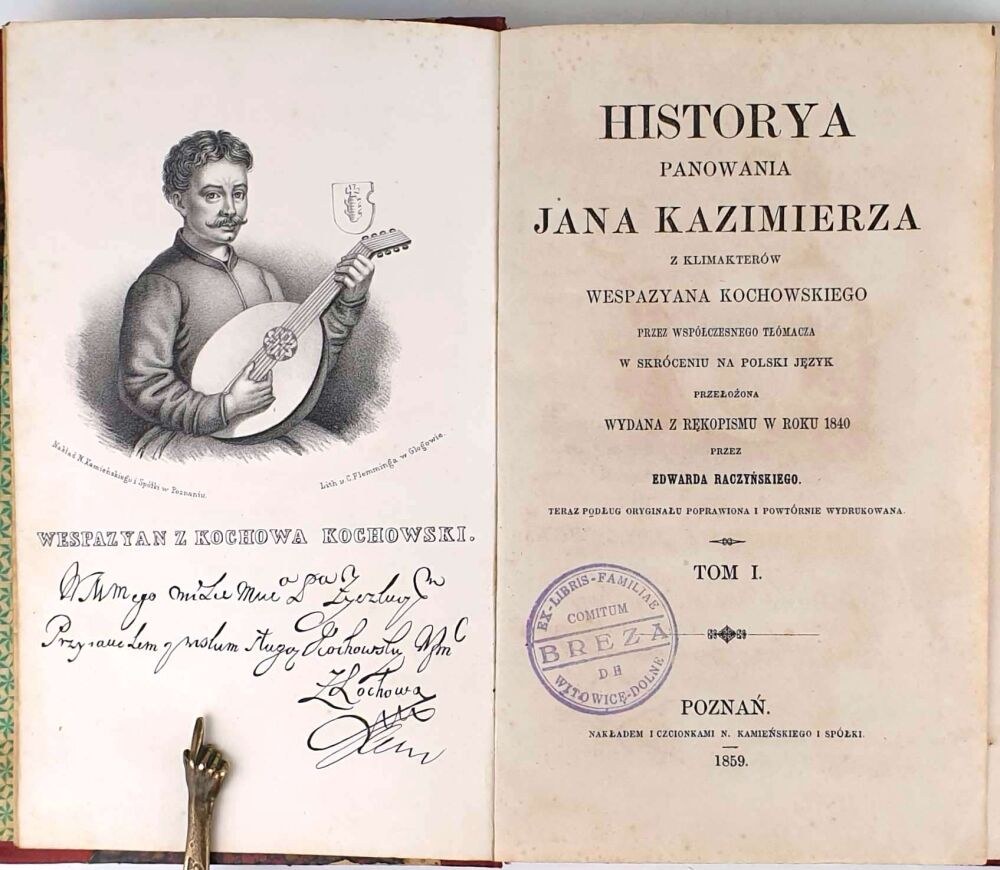 Nakład N. Kamieńskiego i Spółki w Poznaniu.
Lith. u C. Flemminga w Głogowie.
WESPAZYAN Z KOCHOWA KOCHOWSKI.
Kochowsky
Z Kochowa
HISTORYA
PANOWANIA
JANA KAZIMIERZA
Z KLIMAKTERÓW
WESPAZYANA KOCHOWSKIEGO
PRZEZ WSPÓŁCZESNEGO TŁÓMACZA
W SKRÓCENIU NA POLSKI JĘZYK
PRZEŁOŻONA
WYDANA Z RĘKOPISMU W ROKU 1840
PRZEZ
EDWARDA RACZYŃSKIEGO.
TERAZ PODŁUG ORYGINAŁU POPRAWIONA I POWTÓRNIE WYDRUKOWANA.
TOM I.
EX-LIBRIS-FAMILIAE
COMITUM
BREZA
DH
WITOWICE-DOLNE
POZNAŃ.
NAKŁADEM I CZCIONKAMI N. KAMIEŃSKIEGO I SPÓŁKI.
1859.